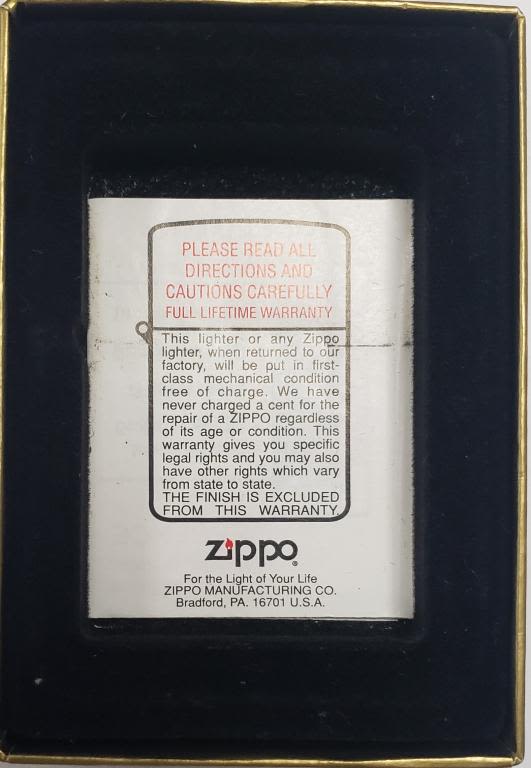 PLEASE READ ALL
DIRECTIONS AND
CAUTIONS CAREFULLY
FULL LIFETIME WARRANTY
This lighter or any Zippo
lighter, when returned to our
factory, will be put in first-
class mechanical condition
free of charge. We have
never charged a cent for the
repair of a ZIPPO regardless
of its age or condition. This
warranty gives you specific
legal rights and you may also
have other rights which vary
from state to state.
THE FINISH IS EXCLUDED
FROM THIS WARRANTY.
zippo®
For the Light of Your Life
ZIPPO MANUFACTURING CO.
Bradford, PA. 16701 U.S.A.